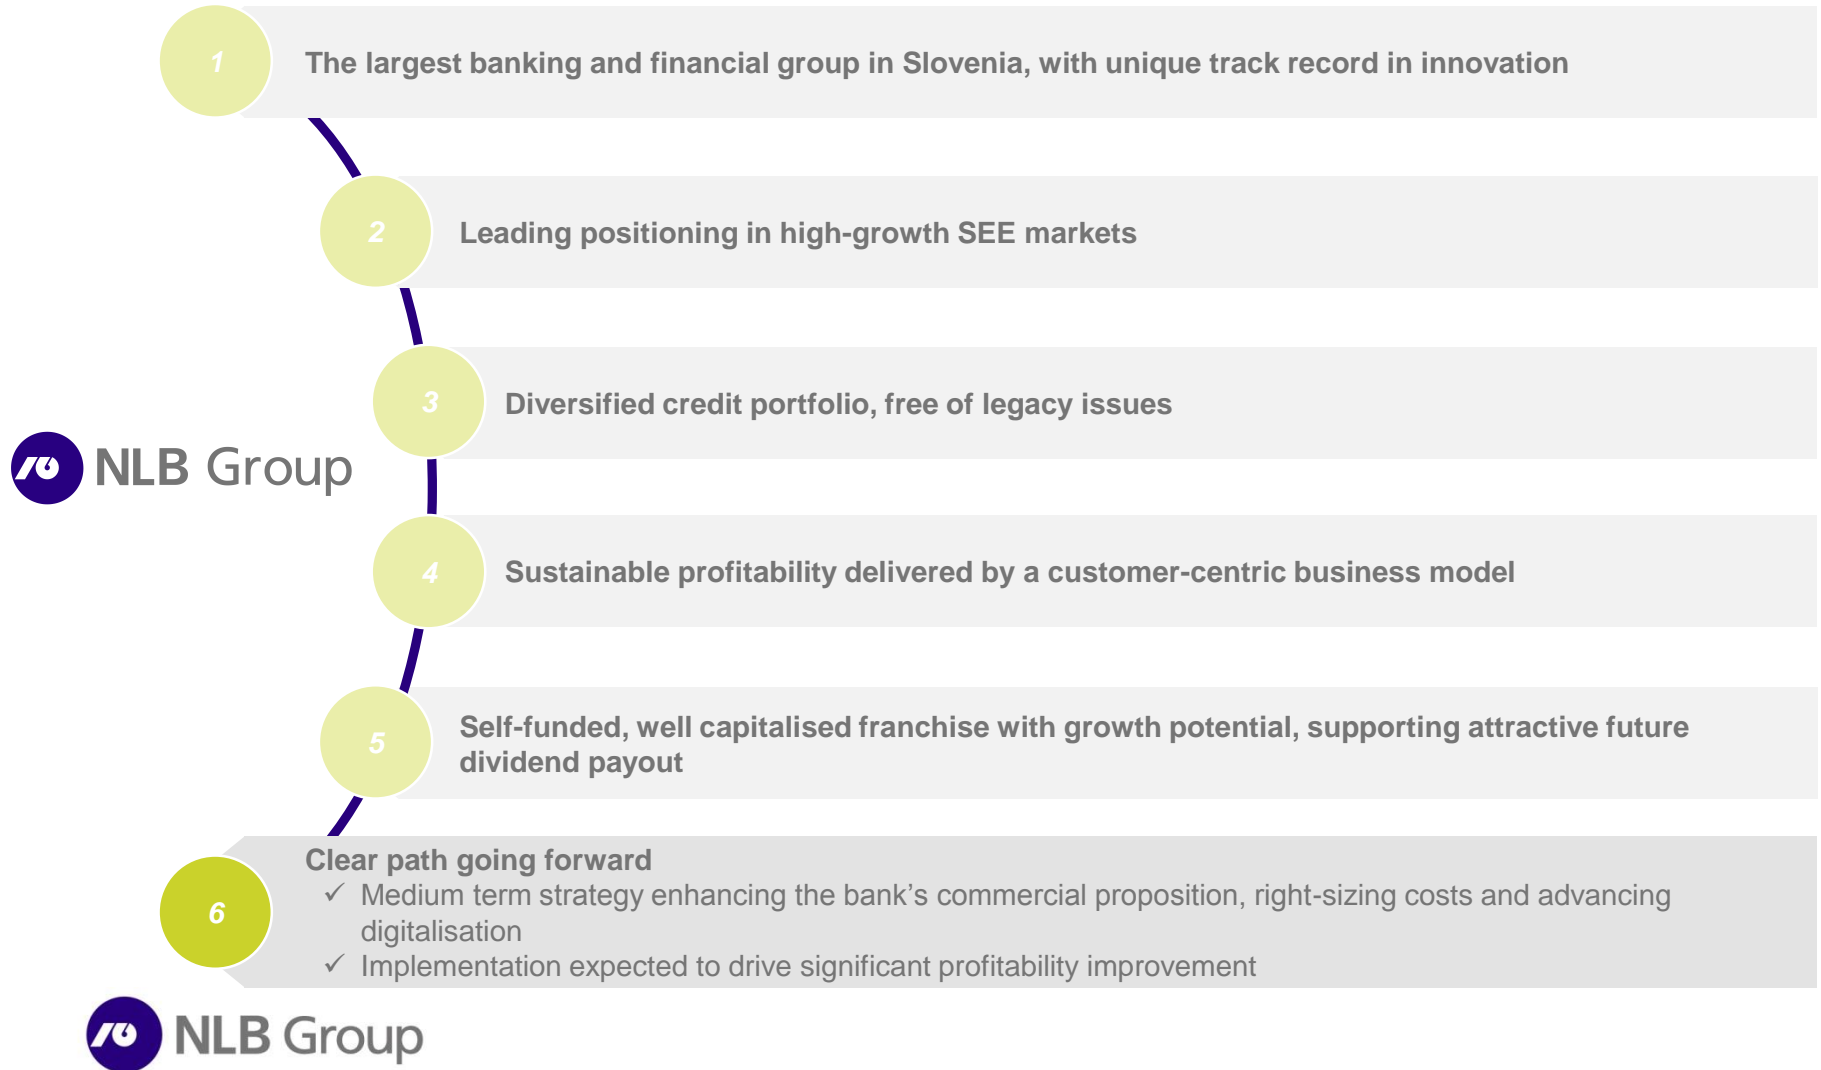 1
The largest banking and financial group in Slovenia, with unique track record in innovation
2
Leading positioning in high-growth SEE markets
3
Diversified credit portfolio, free of legacy issues
NLB Group
4
Sustainable profitability delivered by a customer-centric business model
5
Self-funded, well capitalised franchise with growth potential, supporting attractive future
dividend payout
6
Clear path going forward
✓ Medium term strategy enhancing the bank’s commercial proposition, right-sizing costs and advancing
digitalisation
✓ Implementation expected to drive significant profitability improvement
NLB Group